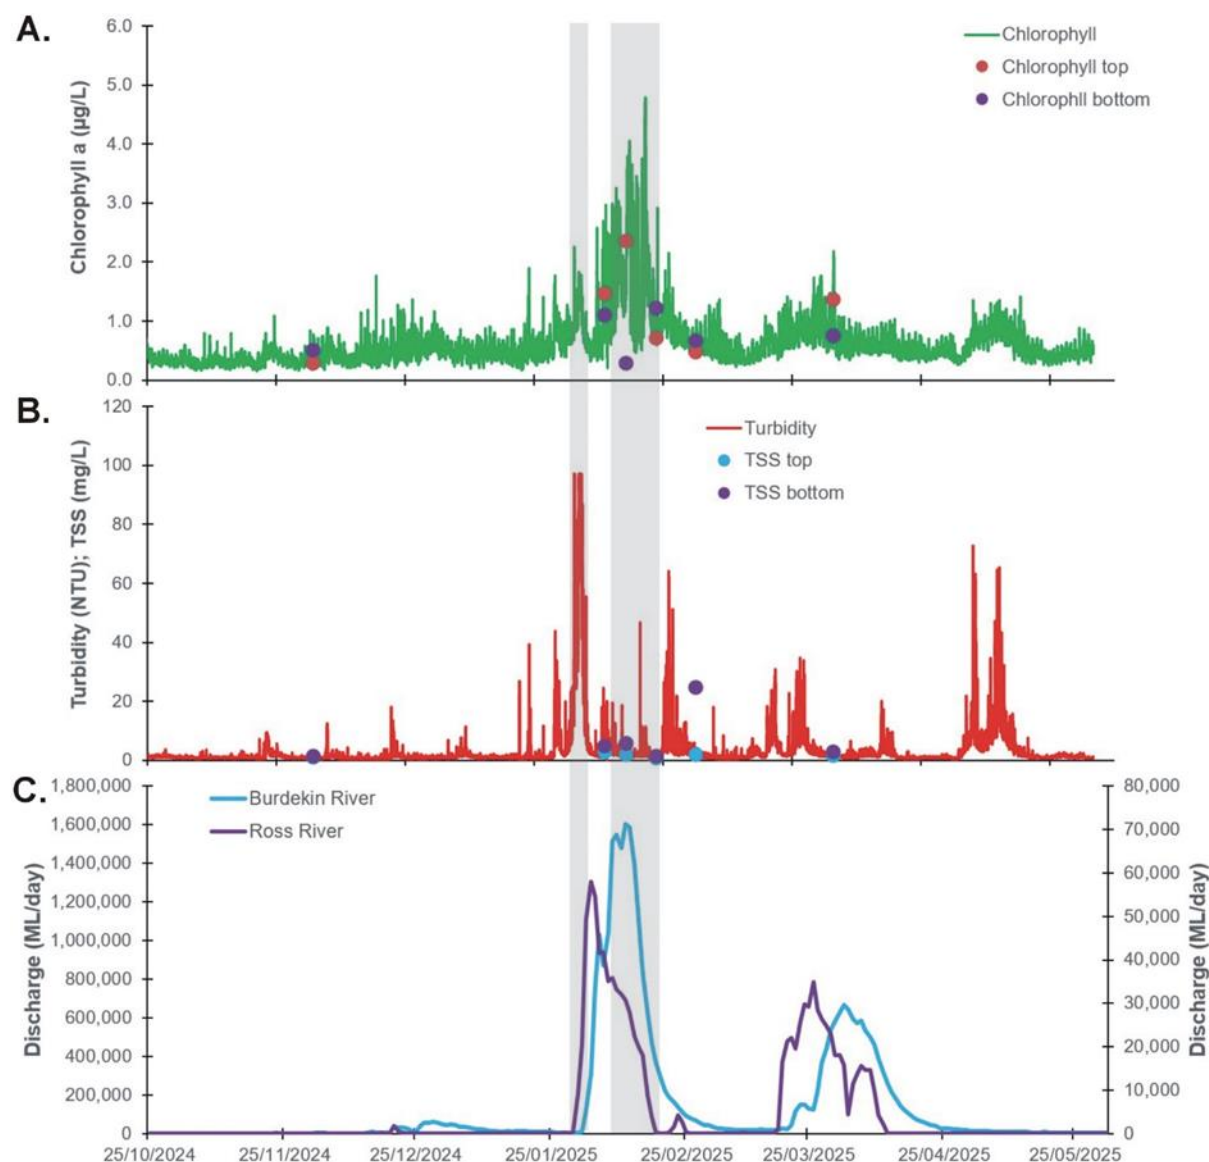 A.
6.0
5.0
4.0
3.0
2.0
1.0
0.0
Chlorophyll a (µg/L)
Chlorophyll
Chlorophyll top
Chlorophll bottom
B.
120
100
80
60
40
20
0
Turbidity (NTU); TSS (mg/L)
Turbidity
TSS top
TSS bottom
C.
1,800,000
1,600,000
1,400,000
1,200,000
1,000,000
800,000
600,000
400,000
200,000
0
Discharge (ML/day)
Burdekin River
Ross River
80,000
70,000
60,000
50,000
40,000
30,000
20,000
10,000
0
Discharge (ML/day)
25/10/2024 25/11/2024 25/12/2024 25/01/2025 25/02/2025 25/03/2025 25/04/2025 25/05/2025